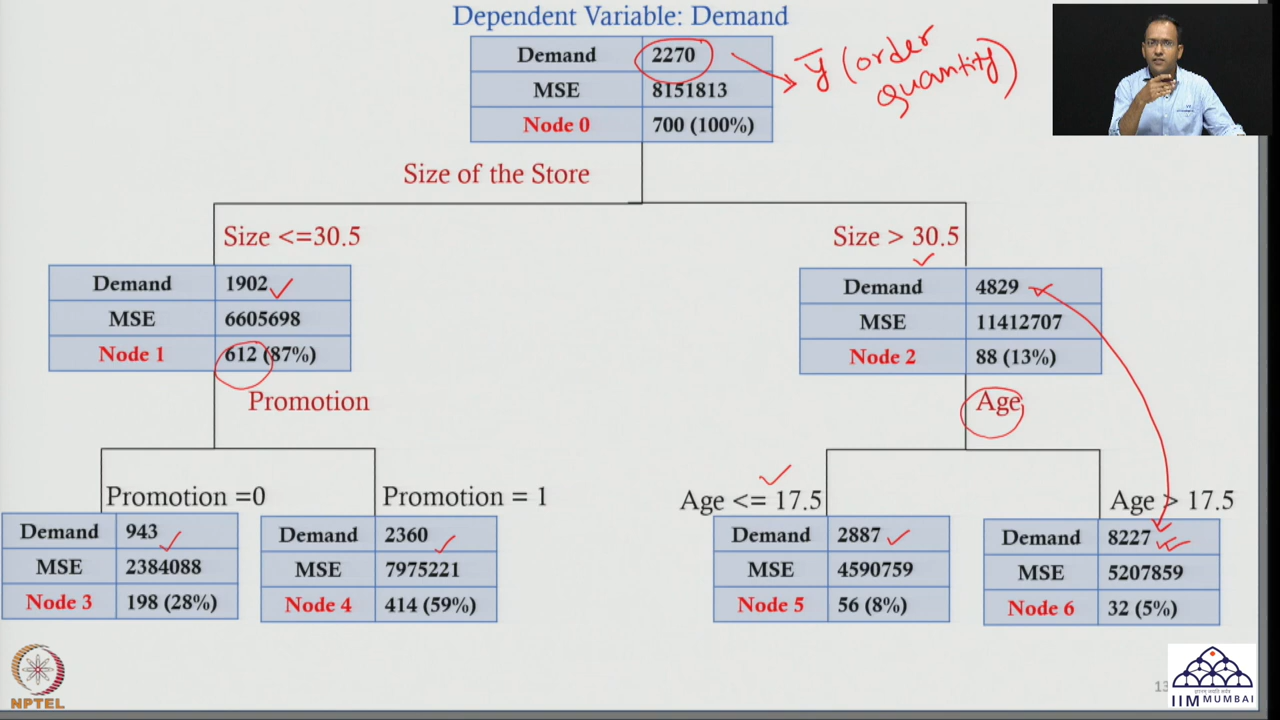 Dependent Variable: Demand
Demand 2270
MSE 8151813
Node 0 700 (100%)
y̅ (order quantity)
Size of the Store
Size <=30.5
Size > 30.5
Demand 1902
MSE 6605698
Node 1 612 (87%)
Demand 4829
MSE 11412707
Node 2 88 (13%)
Promotion
Age
Promotion =0
Promotion = 1
Age <= 17.5
Age > 17.5
Demand 943
MSE 2384088
Node 3 198 (28%)
Demand 2360
MSE 7975221
Node 4 414 (59%)
Demand 2887
MSE 4590759
Node 5 56 (8%)
Demand 8227
MSE 5207859
Node 6 32 (5%)
NPTEL
13
IIM MUMBAI